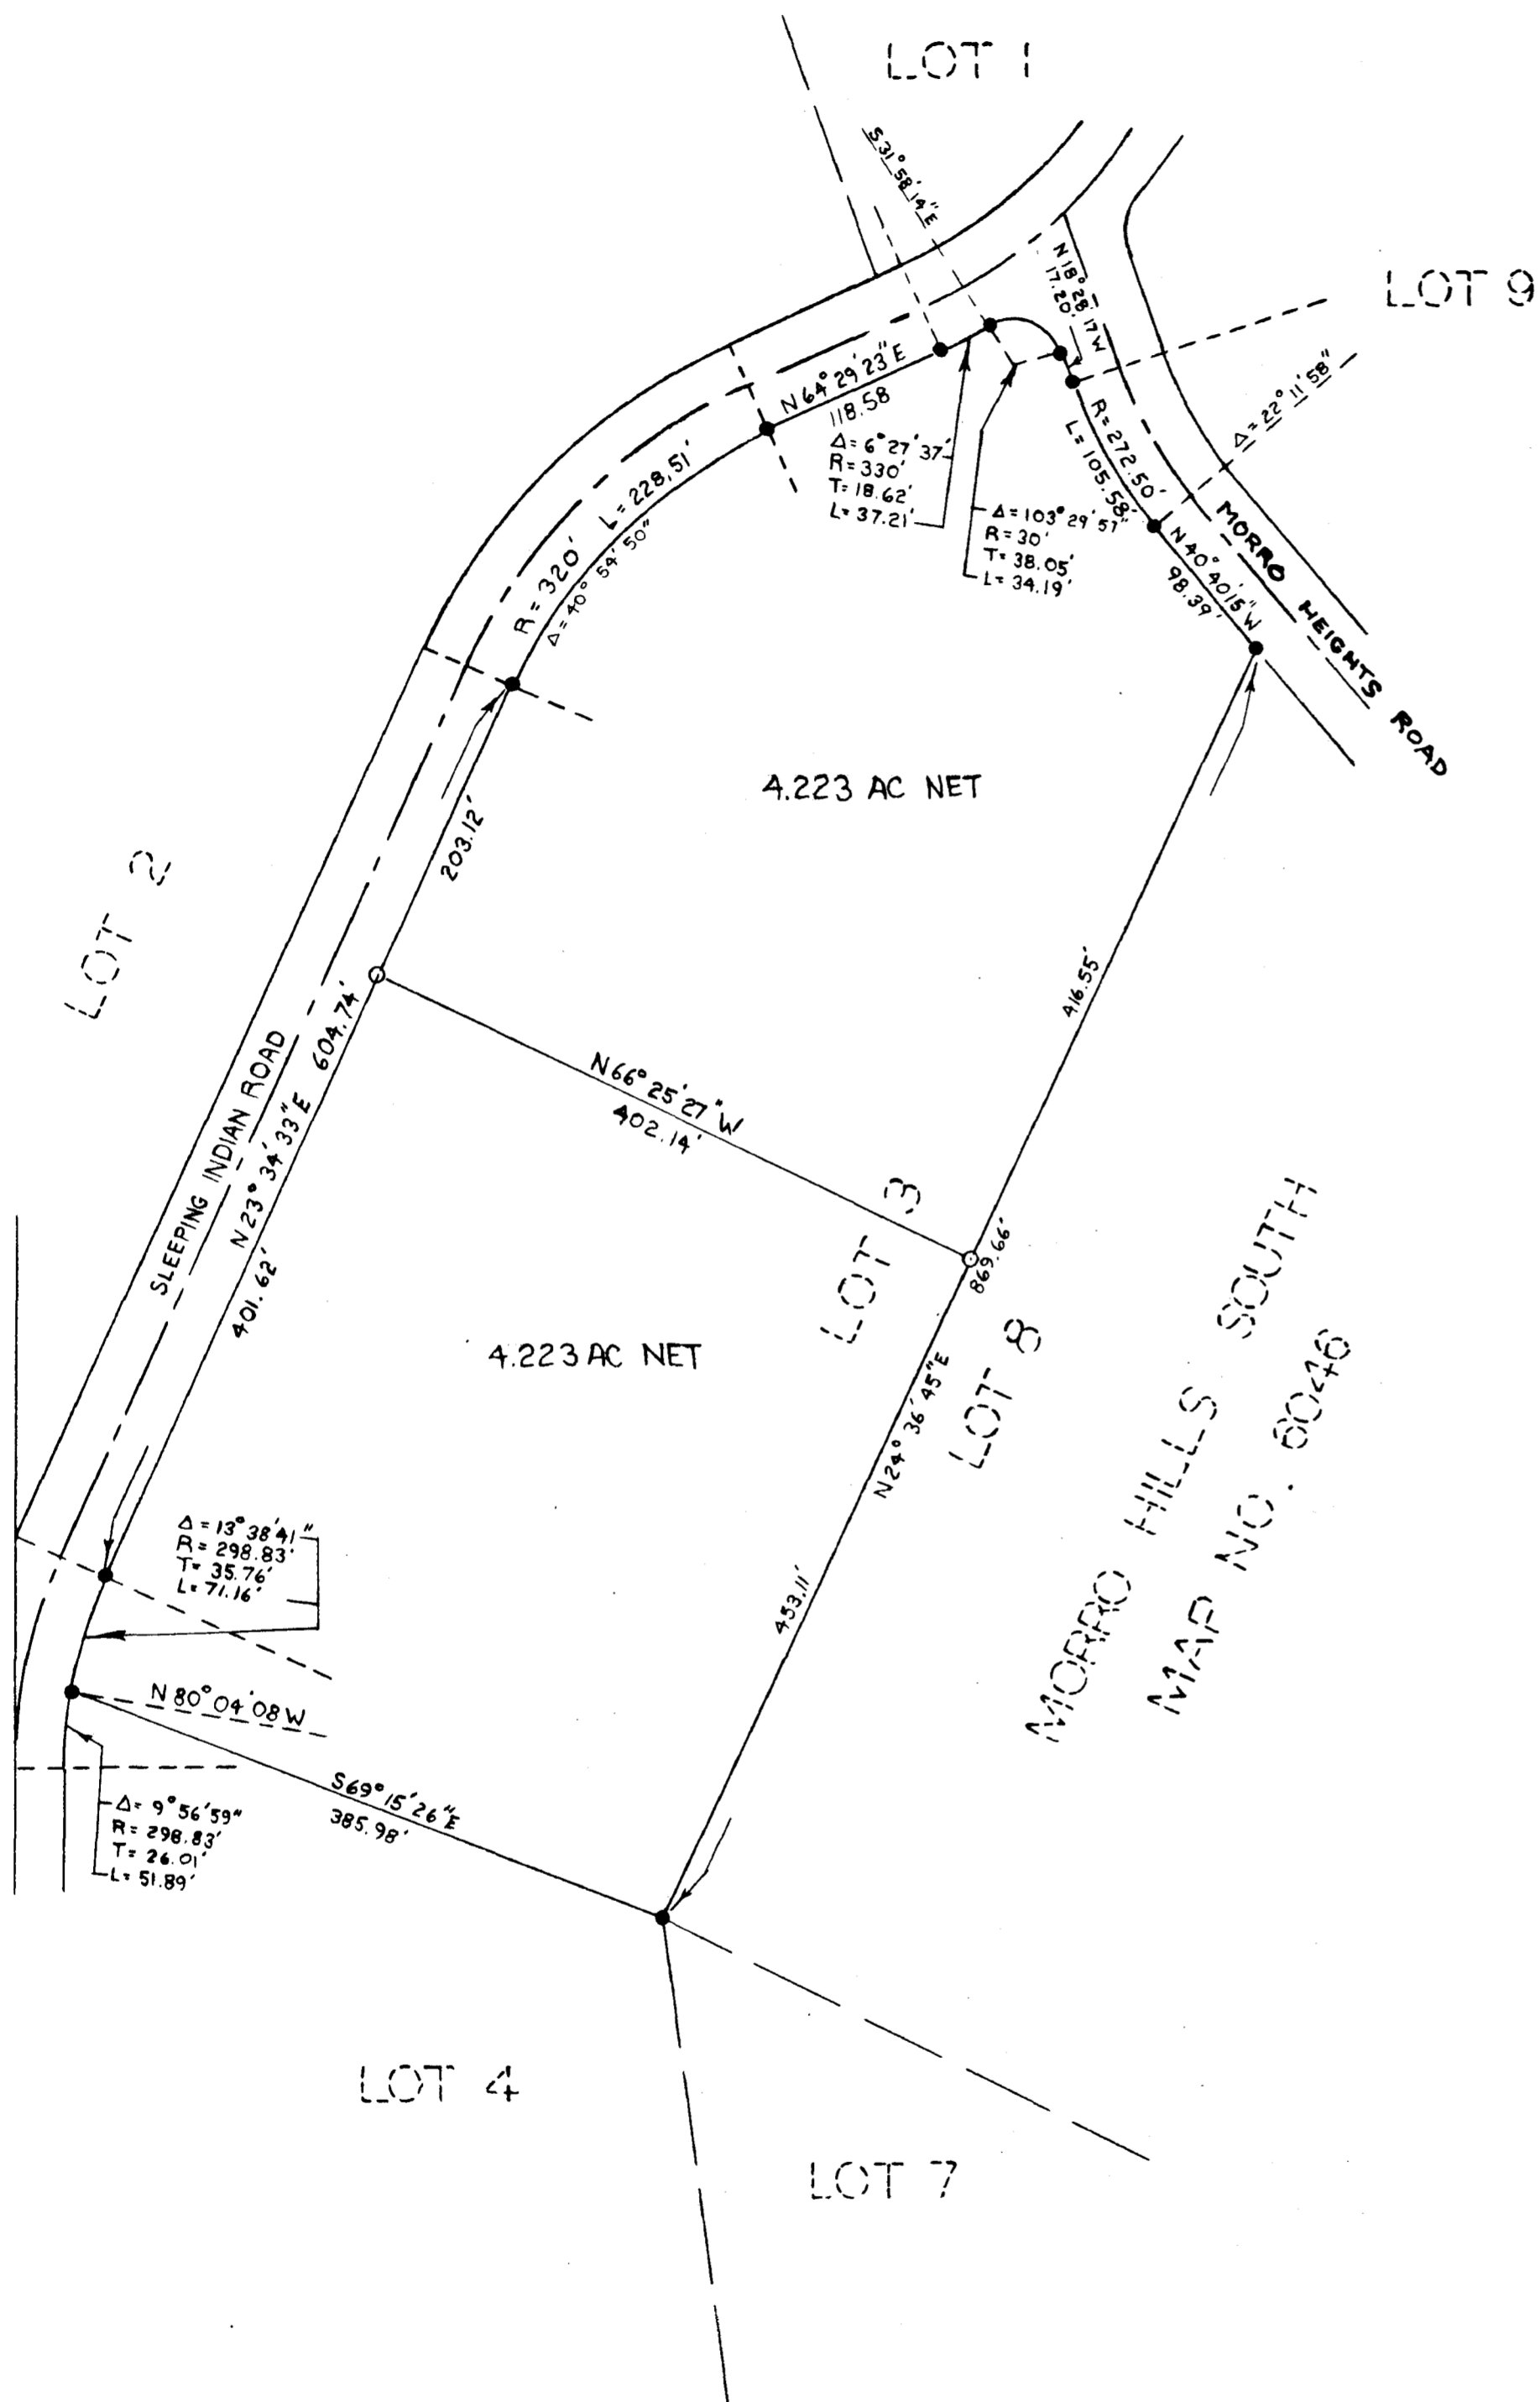 LOT 1
S31°58'14"E
LOT 9
N18°28'17"W
17.20'
N64°29'23"E
118.58
Δ=6°27'37"
R=330'
T=18.62'
L=37.21'
Δ=103°29'57"
R=30'
T=38.05'
L=34.19'
R=272.50'
L=105.58'
Δ=22°11'58"
N40°40'15"W
98.39'
MORRO HEIGHTS ROAD
R=320' L=228.51'
Δ=40°54'50"
4.223 AC NET
203.12'
LOT 2
416.55'
N66°25'27"W
402.14'
SLEEPING INDIAN ROAD
N23°34'33"E 604.74'
401.62'
LOT 3
869.66'
4.223 AC NET
N24°36'45"E
LOT 8
MORRO HILLS SOUTH
MAP NO. 8046
453.11'
Δ=13°38'41"
R=298.83'
T=35.76'
L=71.16'
N80°04'08W
Δ=9°56'59"
R=298.83'
T=26.01'
L=51.89'
S69°15'26"E
385.98'
LOT 4
LOT 7